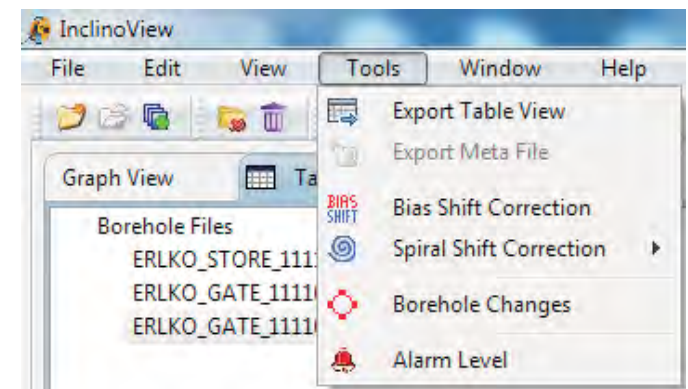 InclinoView
File Edit View Tools Window Help
Export Table View
Export Meta File
Graph View
BIAS SHIFT Bias Shift Correction
Borehole Files
Spiral Shift Correction
ERLKO_STORE_111
ERLKO_GATE_1111
Borehole Changes
ERLKO_GATE_1111
Alarm Level